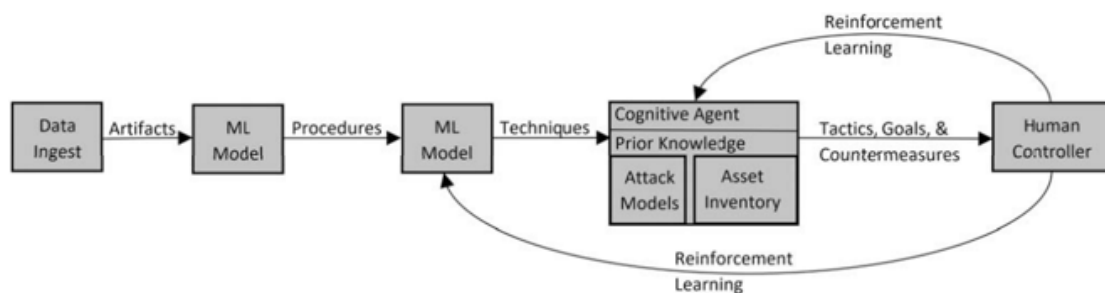 Reinforcement
Learning
Data
Ingest
Artifacts
ML
Model
Procedures
ML
Model
Techniques
Cognitive Agent
Prior Knowledge
Attack
Models
Asset
Inventory
Tactics, Goals, &
Countermeasures
Human
Controller
Reinforcement
Learning